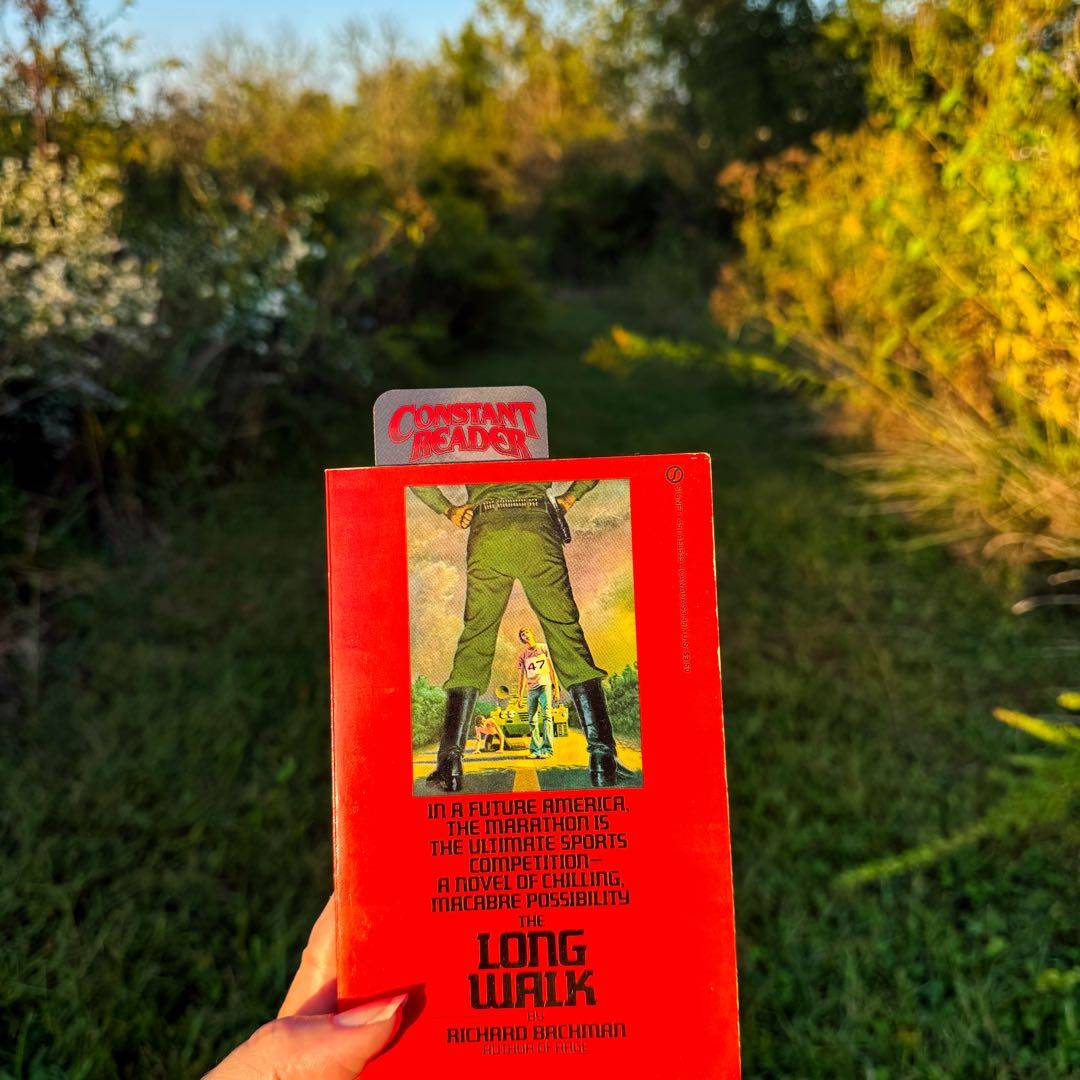 CONSTANT
READER
47
IN A FUTURE AMERICA,
THE MARATHON IS
THE ULTIMATE SPORTS
COMPETITION—
A NOVEL OF CHILLING,
MACABRE POSSIBILITY
THE
LONG
WALK
BY
RICHARD BACHMAN
AUTHOR OF RAGE